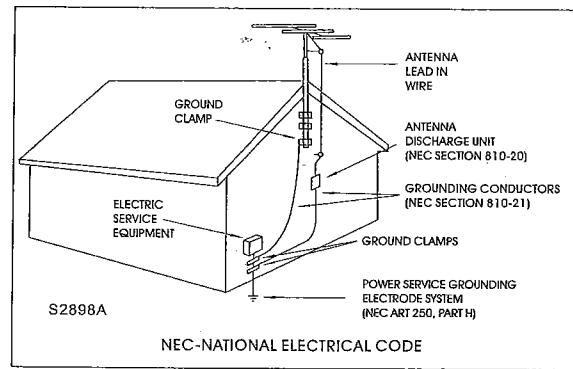 ANTENNA
LEAD IN
WIRE
GROUND
CLAMP
ANTENNA
DISCHARGE UNIT
(NEC SECTION 810-20)
ELECTRIC
SERVICE
EQUIPMENT
GROUNDING CONDUCTORS
(NEC SECTION 810-21)
GROUND CLAMPS
POWER SERVICE GROUNDING
ELECTRODE SYSTEM
(NEC ART 250, PART H)
S2898A
NEC-NATIONAL ELECTRICAL CODE